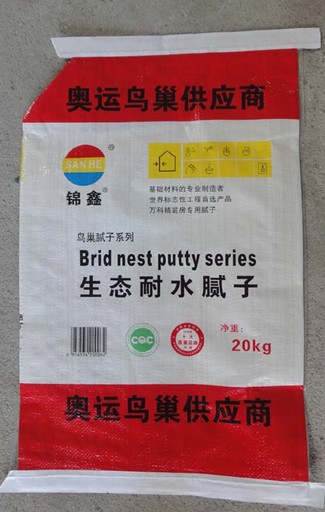 奥运鸟巢供应商
SAN HE
®
锦鑫®
基础材料的专业制造者
世界标志性工程首选产品
万科精装房专用腻子
鸟巢腻子系列
Brid nest putty series
生态耐水腻子
CQC
净重:
20kg
奥运鸟巢供应商